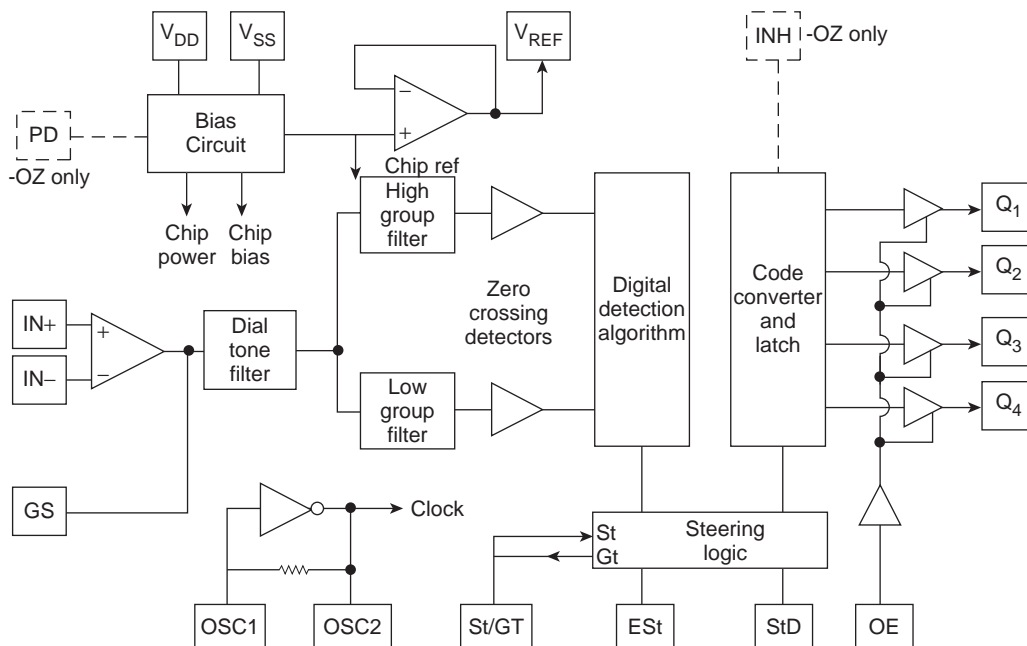 V_DD
V_SS
V_REF
INH
-OZ only
PD
-OZ only
Bias
Circuit
−
+
Chip ref
Chip
power
Chip
bias
High
group
filter
Zero
crossing
detectors
Digital
detection
algorithm
Code
converter
and
latch
Q_1
Q_2
Q_3
Q_4
IN+
IN−
+
−
Dial
tone
filter
Low
group
filter
GS
Clock
St
Gt
Steering
logic
OSC1
OSC2
St/GT
ESt
StD
OE